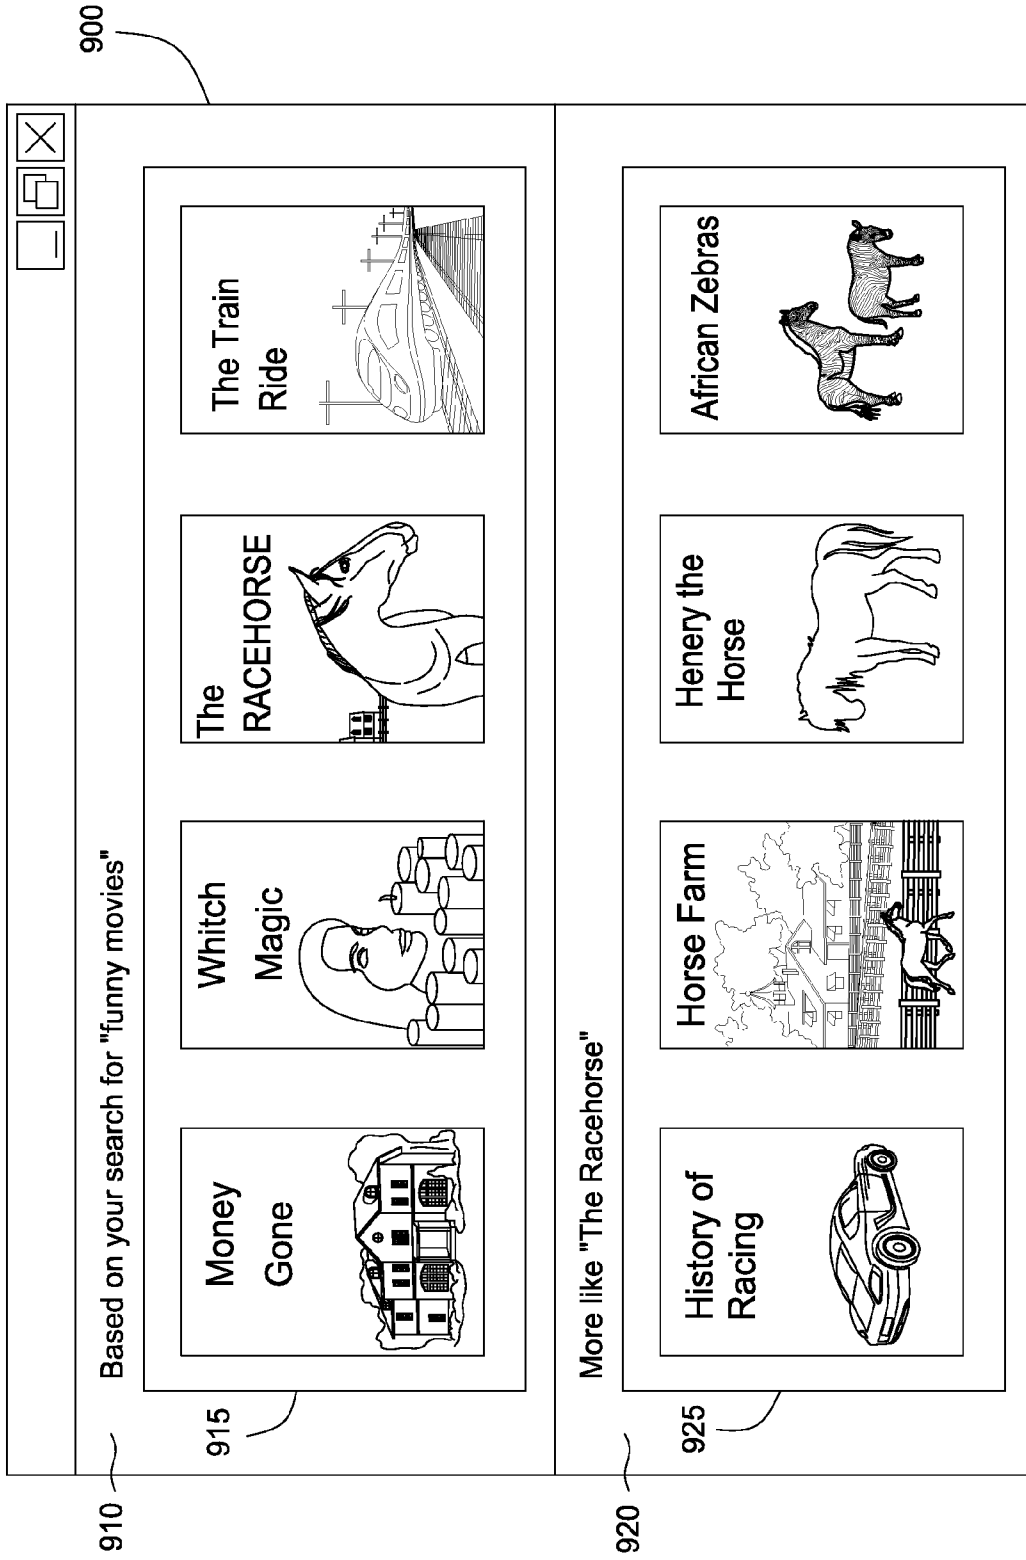 900
910
Based on your search for "funny movies"
915
Money
Gone
Whitch
Magic
The
RACEHORSE
The Train
Ride
920
More like "The Racehorse"
925
History of
Racing
Horse Farm
Henery the
Horse
African Zebras